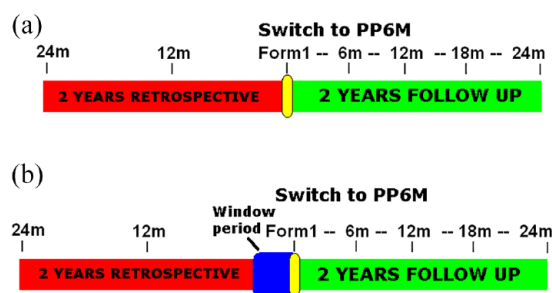 (a)
Switch to PP6M
24m 12m Form1 -- 6m -- 12m -- 18m -- 24m
2 YEARS RETROSPECTIVE 2 YEARS FOLLOW UP
(b)
Switch to PP6M
Window
period
24m 12m Form1 -- 6m -- 12m -- 18m -- 24m
2 YEARS RETROSPECTIVE 2 YEARS FOLLOW UP